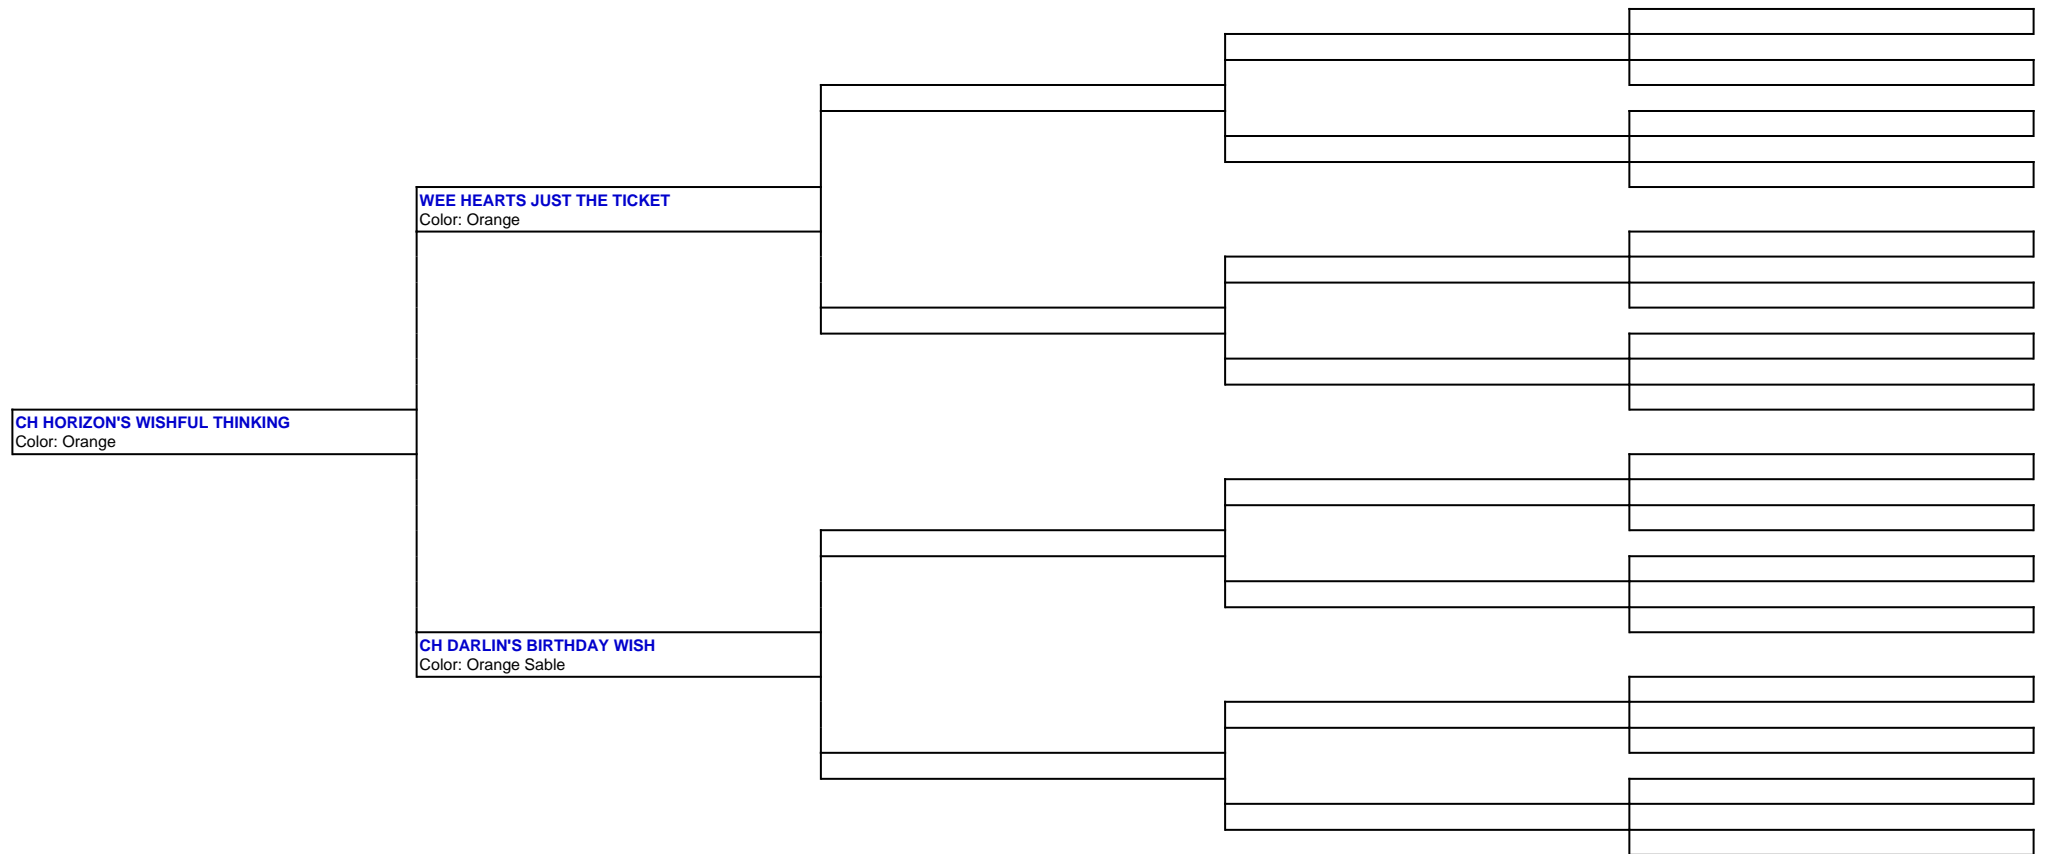 WEE HEARTS JUST THE TICKET
Color: Orange
CH HORIZON'S WISHFUL THINKING
Color: Orange
CH DARLIN'S BIRTHDAY WISH
Color: Orange Sable